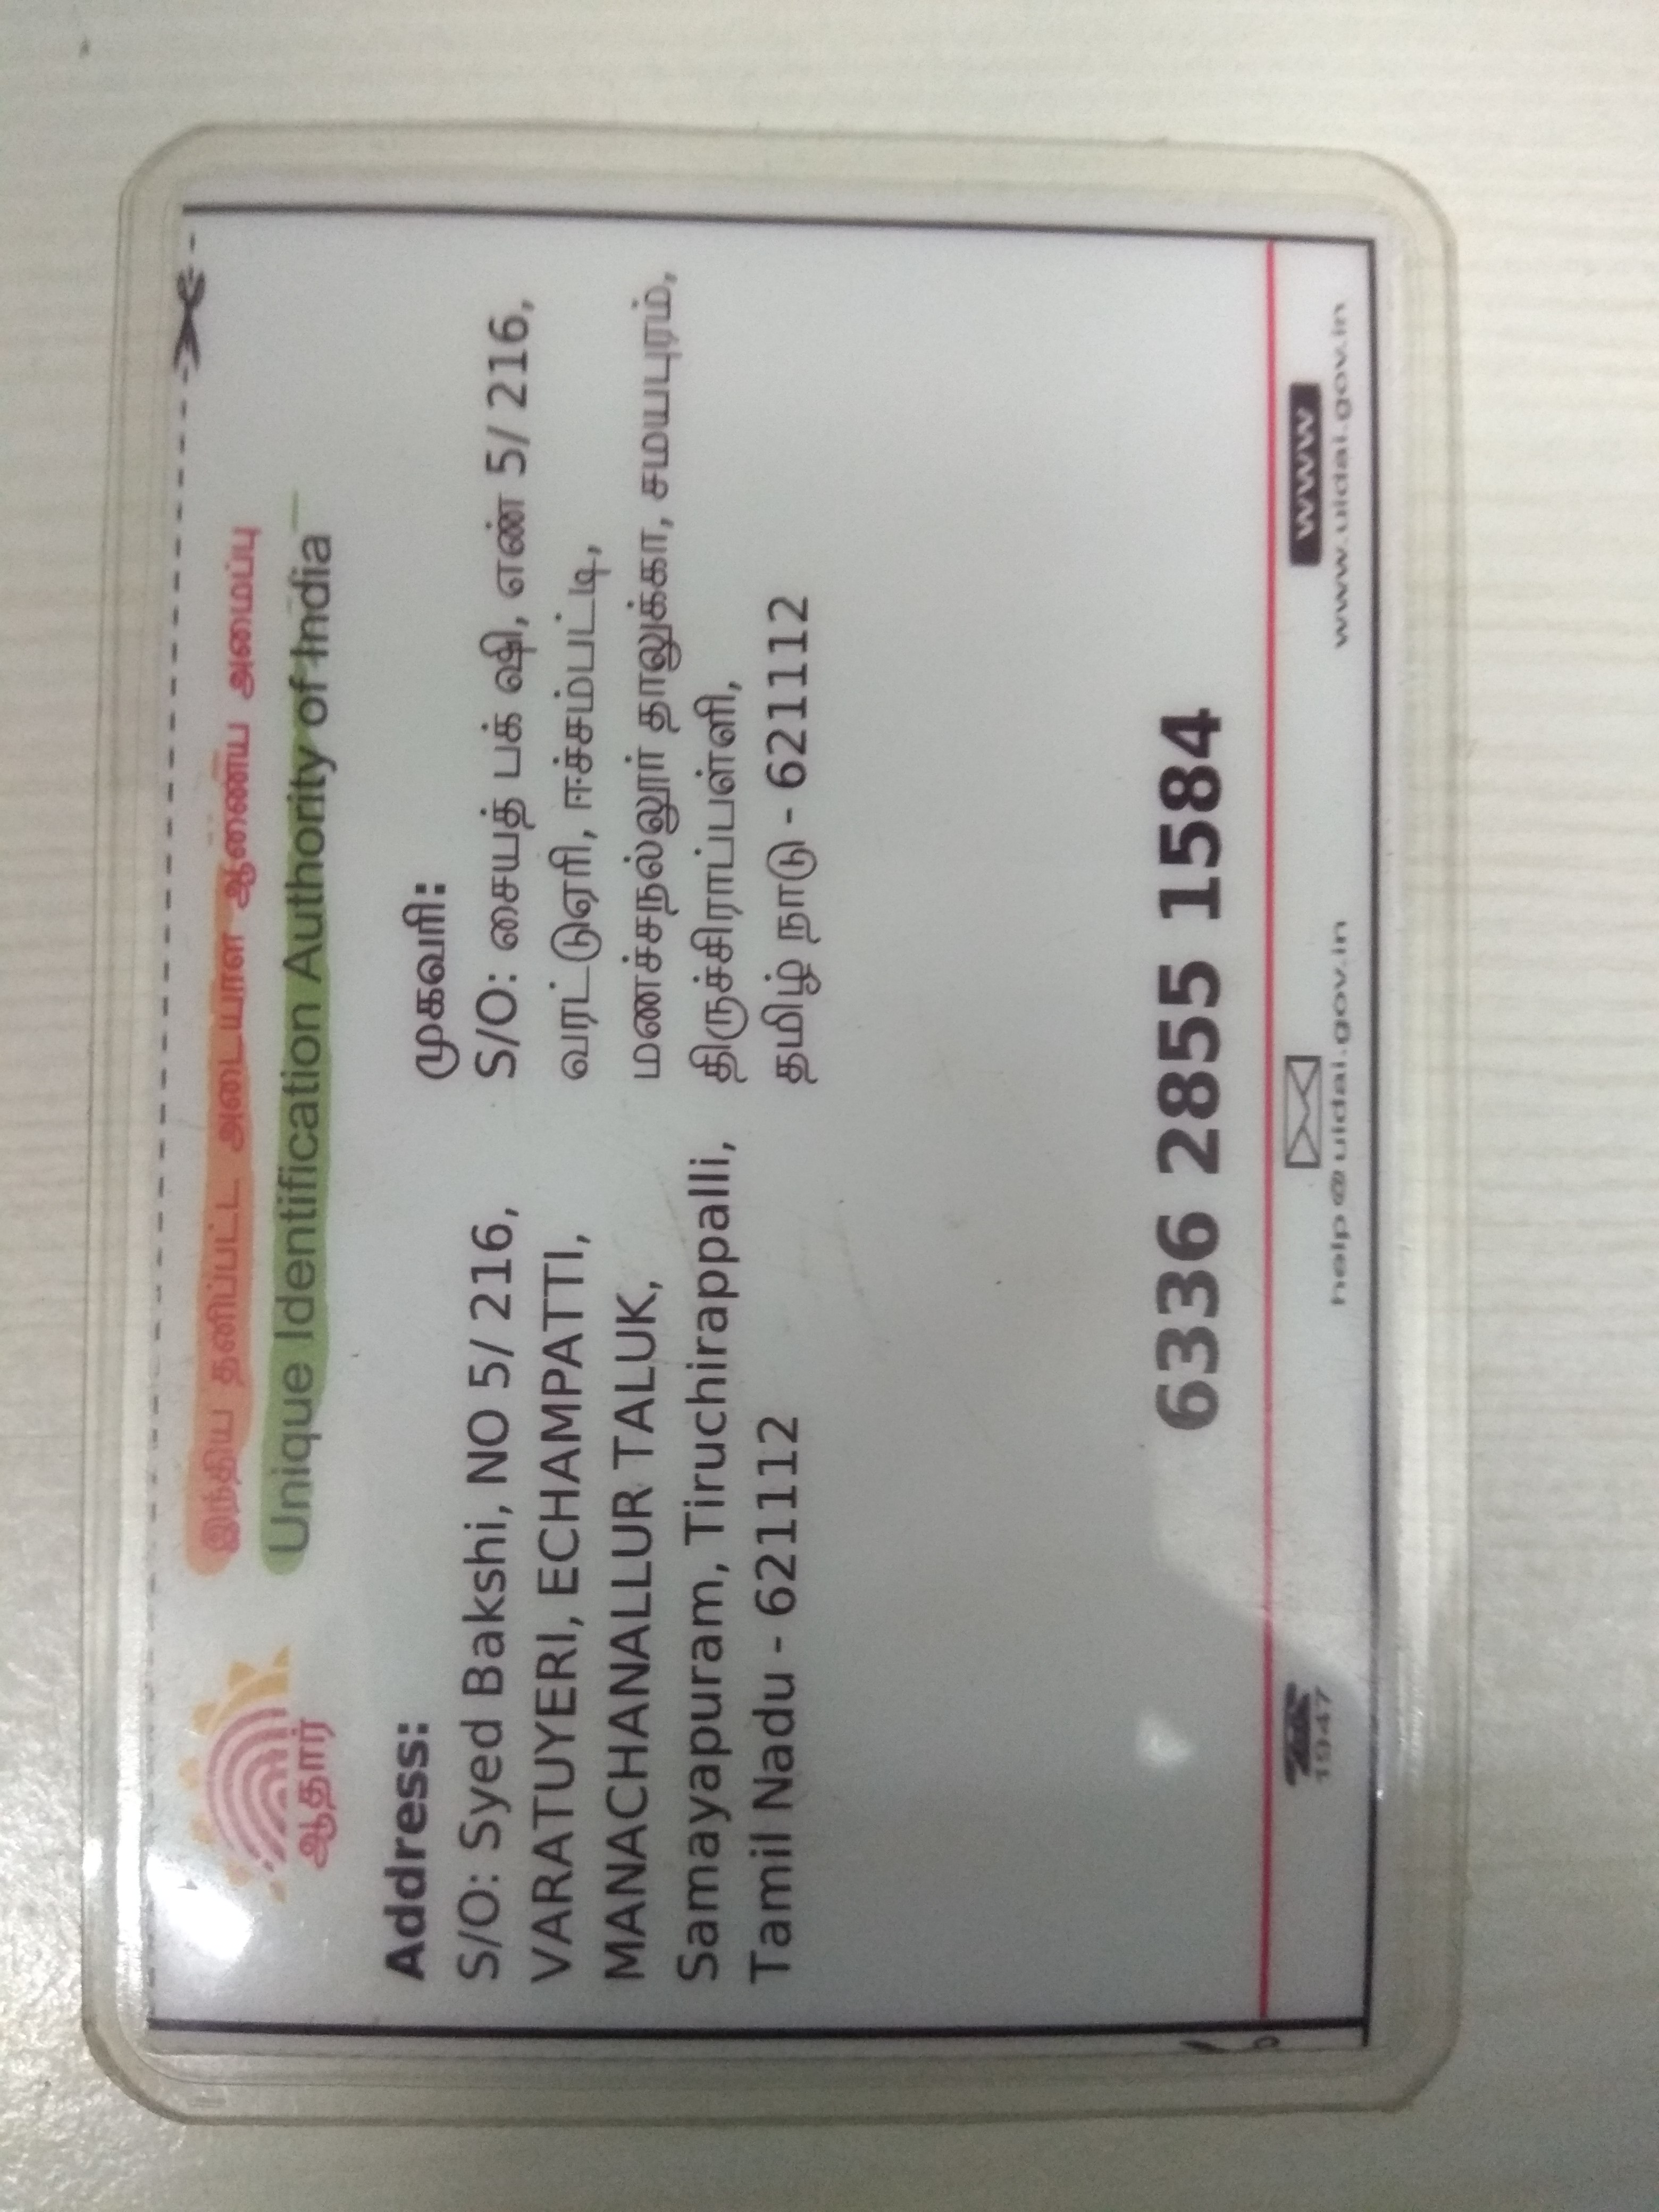 இந்திய தனிப்பட்ட அடையாள ஆணைய அமைப்பு
Unique Identification Authority of India
ஆதார்
Address:
S/O: Syed Bakshi, NO 5/ 216,
VARATUYERI, ECHAMPATTI,
MANACHANALLUR TALUK,
Samayapuram, Tiruchirappalli,
Tamil Nadu - 621112
முகவரி:
S/O: சையத் பக் ஷி, எண் 5/ 216,
வரட்டுஏரி, ஈச்சம்பட்டி,
மணச்சநல்லூர் தாலுக்கா, சமயபுரம்,
திருச்சிராப்பள்ளி,
தமிழ் நாடு - 621112
6336 2855 1584
1947
help@uidai.gov.in
www
www.uidai.gov.in